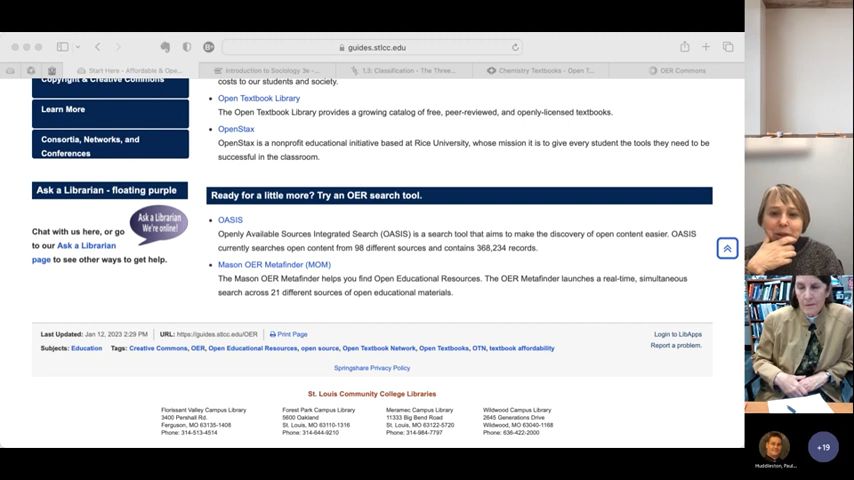 guides.stlcc.edu
Start Here - Affordable & Ope...
Introduction to Sociology 3e -...
1.3: Classification - The Three...
Chemistry Textbooks - Open T...
OER Commons
Copyright & Creative Commons
Learn More
Consortia, Networks, and
Conferences
Ask a Librarian - floating purple
Chat with us here, or go
to our Ask a Librarian
page to see other ways to get help.
Ask a Librarian
We're online!
costs to our students and society.
• Open Textbook Library
The Open Textbook Library provides a growing catalog of free, peer-reviewed, and openly-licensed textbooks.
• OpenStax
OpenStax is a nonprofit educational initiative based at Rice University, whose mission it is to give every student the tools they need to be
successful in the classroom.
Ready for a little more? Try an OER search tool.
• OASIS
Openly Available Sources Integrated Search (OASIS) is a search tool that aims to make the discovery of open content easier. OASIS
currently searches open content from 98 different sources and contains 368,234 records.
• Mason OER Metafinder (MOM)
The Mason OER Metafinder helps you find Open Educational Resources. The OER Metafinder launches a real-time, simultaneous
search across 21 different sources of open educational materials.
Last Updated: Jan 12, 2023 2:29 PM
URL: https://guides.stlcc.edu/OER
Print Page
Login to LibApps
Subjects: Education
Tags: Creative Commons, OER, Open Educational Resources, open source, Open Textbook Network, Open Textbooks, OTN, textbook affordability
Report a problem.
Springshare Privacy Policy
St. Louis Community College Libraries
Florissant Valley Campus Library
3400 Pershall Rd.
Ferguson, MO 63135-1408
Phone: 314-513-4514
Forest Park Campus Library
5600 Oakland
St. Louis, MO 63110-1316
Phone: 314-644-9210
Meramec Campus Library
11333 Big Bend Road
St. Louis, MO 63122-5720
Phone: 314-984-7797
Wildwood Campus Library
2645 Generations Drive
Wildwood, MO 63040-1168
Phone: 636-422-2000
Huddleston, Paul...
+19